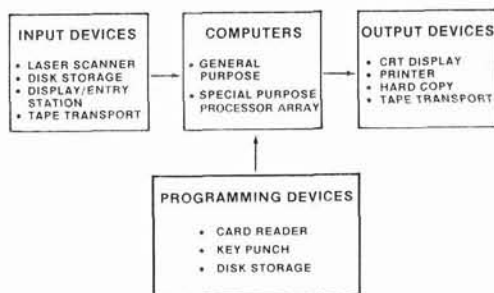 INPUT DEVICES
• LASER SCANNER
• DISK STORAGE
• DISPLAY/ENTRY
STATION
• TAPE TRANSPORT
COMPUTERS
• GENERAL
PURPOSE
• SPECIAL PURPOSE
PROCESSOR ARRAY
OUTPUT DEVICES
• CRT DISPLAY
• PRINTER
• HARD COPY
• TAPE TRANSPORT
PROGRAMMING DEVICES
• CARD READER
• KEY PUNCH
• DISK STORAGE